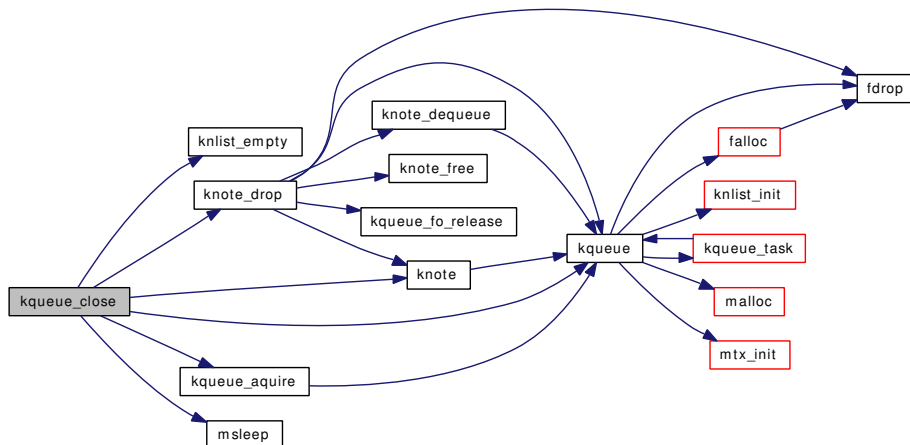 kqueue_close
knlist_empty
knote_drop
kqueue_aquire
msleep
knote_dequeue
knote_free
kqueue_fo_release
knote
kqueue
fdrop
falloc
knlist_init
kqueue_task
malloc
mtx_init